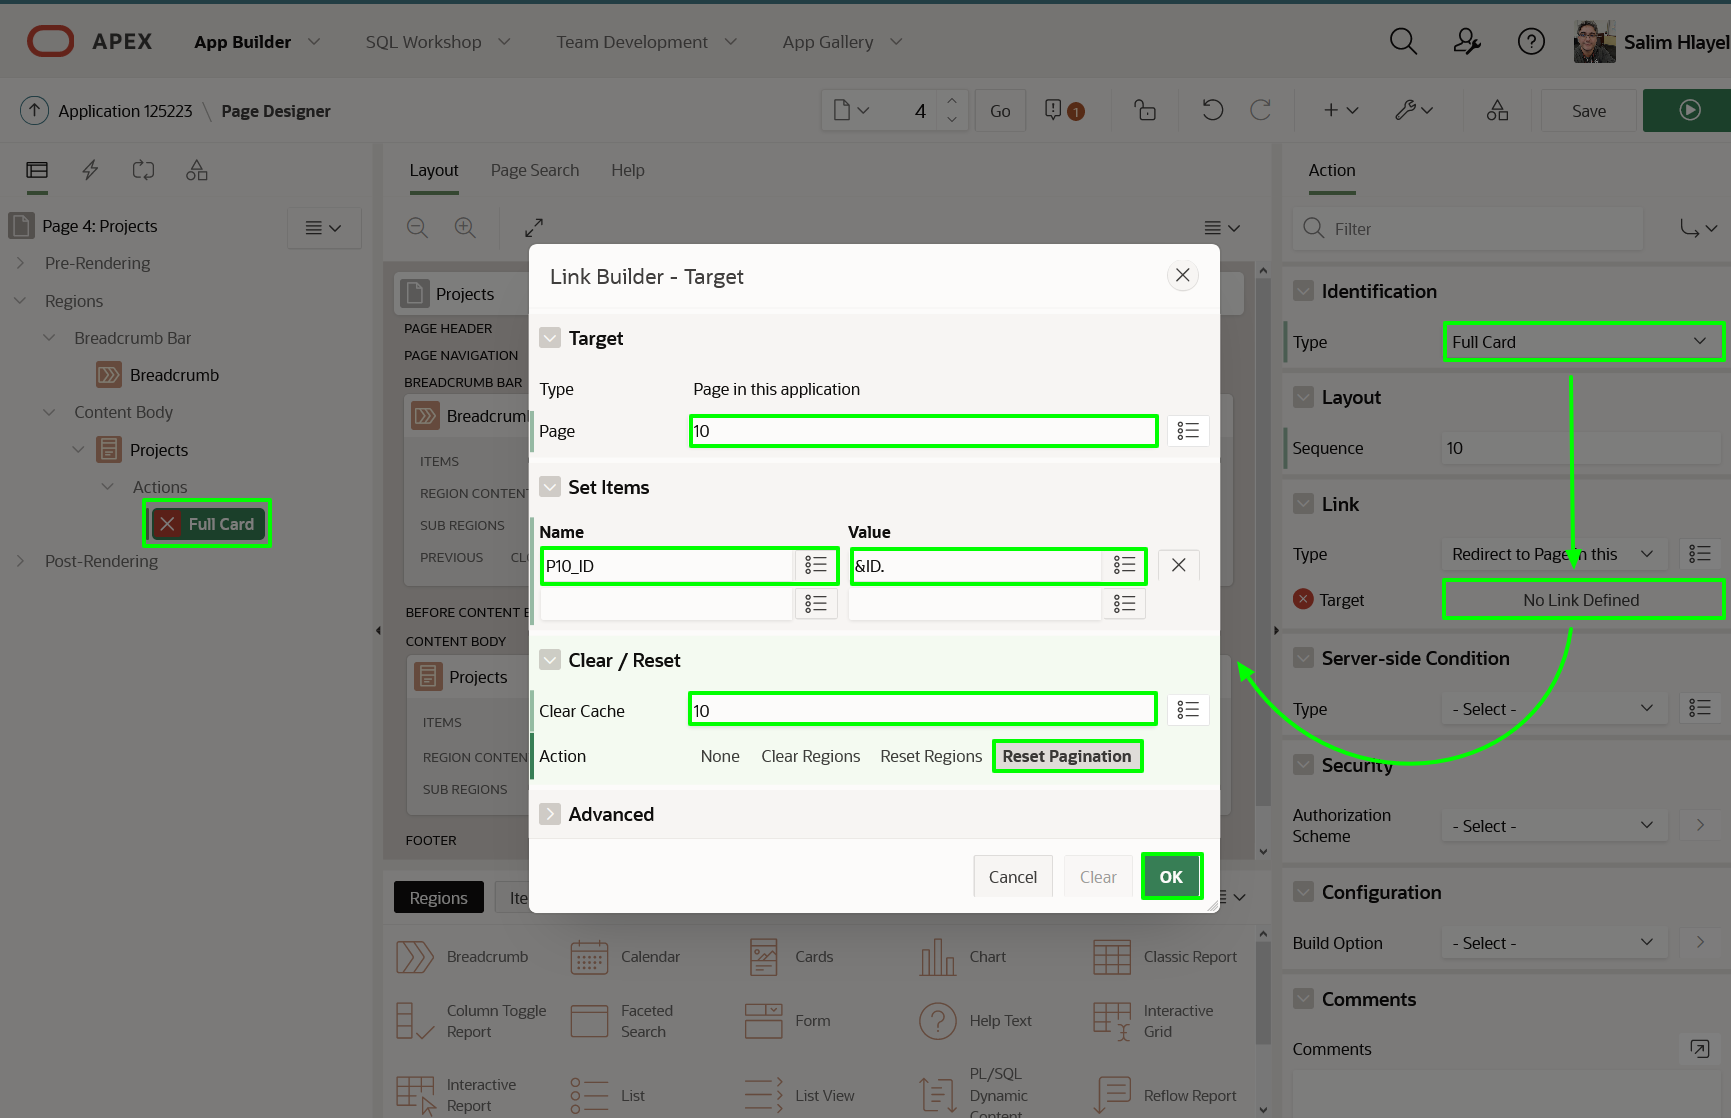 APEX App Builder SQL Workshop Team Development App Gallery Salim Hlayel
Application 125223 \ Page Designer 4 Go 1 Save
Layout Page Search Help
Action
Page 4: Projects
Pre-Rendering
Regions
Breadcrumb Bar
Breadcrumb
Content Body
Projects
Actions
Full Card
Post-Rendering
Projects
PAGE HEADER
PAGE NAVIGATION
BREADCRUMB BAR
Breadcrum
ITEMS
REGION CONTENT
SUB REGIONS
PREVIOUS CLO
BEFORE CONTENT B
CONTENT BODY
Projects
ITEMS
REGION CONTEN
SUB REGIONS
FOOTER
Link Builder - Target
Target
Type Page in this application
Page 10
Set Items
Name Value
P10_ID &ID.
Clear / Reset
Clear Cache 10
Action None Clear Regions Reset Regions Reset Pagination
Advanced
Cancel Clear OK
Regions Ite
Breadcrumb Calendar Cards Chart Classic Report
Column Toggle Report
Faceted Search
Form
Help Text
Interactive Grid
Interactive Report
List
List View
PL/SQL Dynamic Content
Reflow Report
Filter
Identification
Type Full Card
Layout
Sequence 10
Link
Type Redirect to Page in this
Target No Link Defined
Server-side Condition
Type - Select -
Security
Authorization Scheme - Select -
Configuration
Build Option - Select -
Comments
Comments